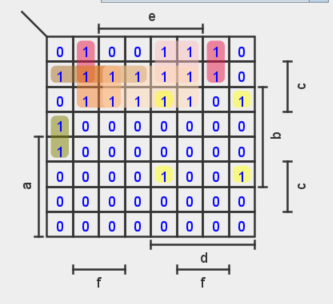 e
0 1 0 0 1 1 1 0
1 1 1 1 1 1 1 0
0 1 1 1 1 1 0 1
1 0 0 0 0 0 0 0
1 0 0 0 0 0 0 0
0 0 0 0 1 0 0 1
0 0 0 0 0 0 0 0
0 0 0 0 0 0 0 0
c
b
c
a
d
f f